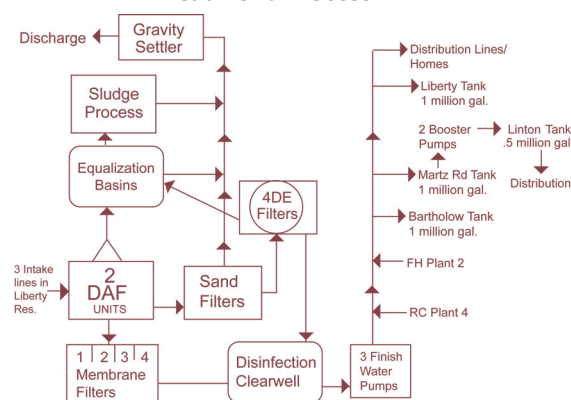 Discharge
Gravity
Settler
Sludge
Process
Equalization
Basins
4DE
Filters
3 Intake
lines in
Liberty
Res.
2
DAF
UNITS
Sand
Filters
1 2 3 4
Membrane
Filters
Disinfection
Clearwell
3 Finish
Water
Pumps
Distribution Lines/
Homes
Liberty Tank
1 million gal.
2 Booster
Pumps
Linton Tank
.5 million gal
Martz Rd Tank
1 million gal.
Distribution
Bartholow Tank
1 million gal.
FH Plant 2
RC Plant 4